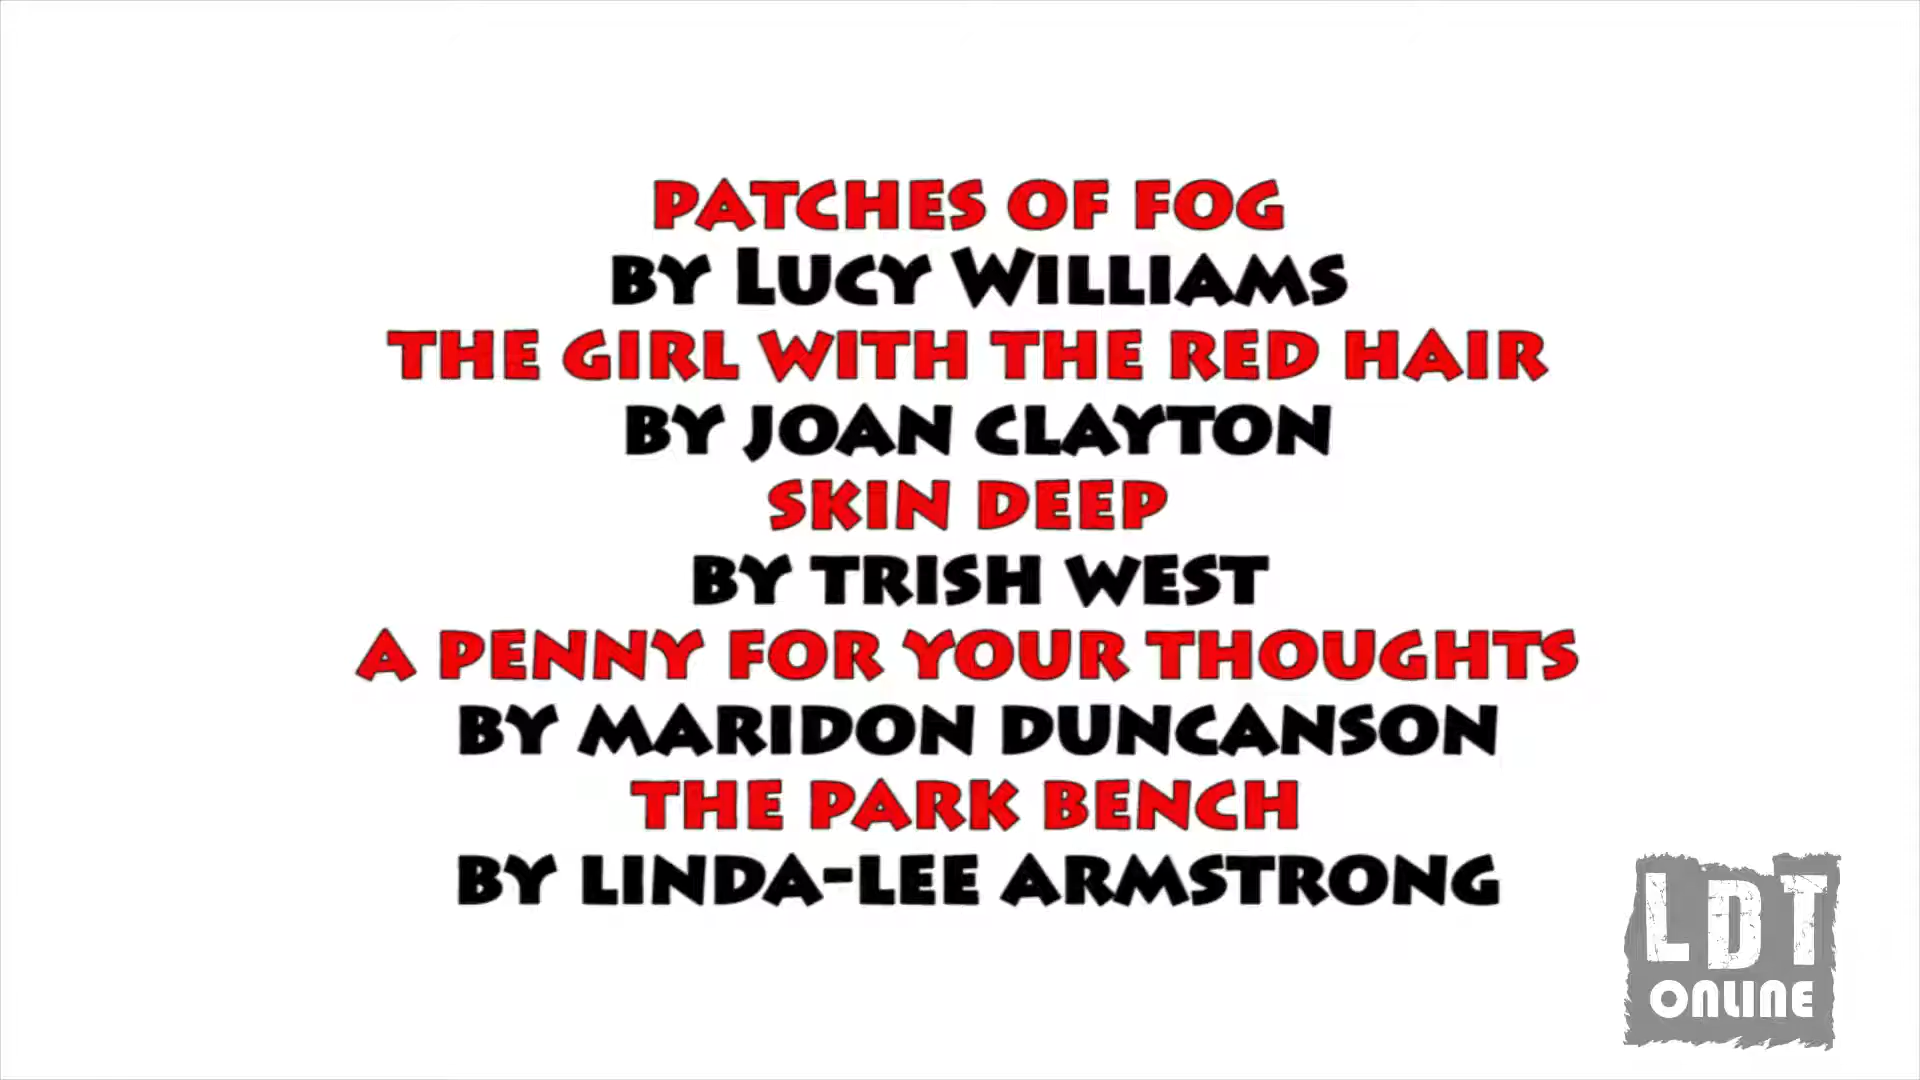 PATCHES OF FOG
BY LUCY WILLIAMS
THE GIRL WITH THE RED HAIR
BY JOAN CLAYTON
SKIN DEEP
BY TRISH WEST
A PENNY FOR YOUR THOUGHTS
BY MARIDON DUNCANSON
THE PARK BENCH
BY LINDA-LEE ARMSTRONG
LDT
ONLINE